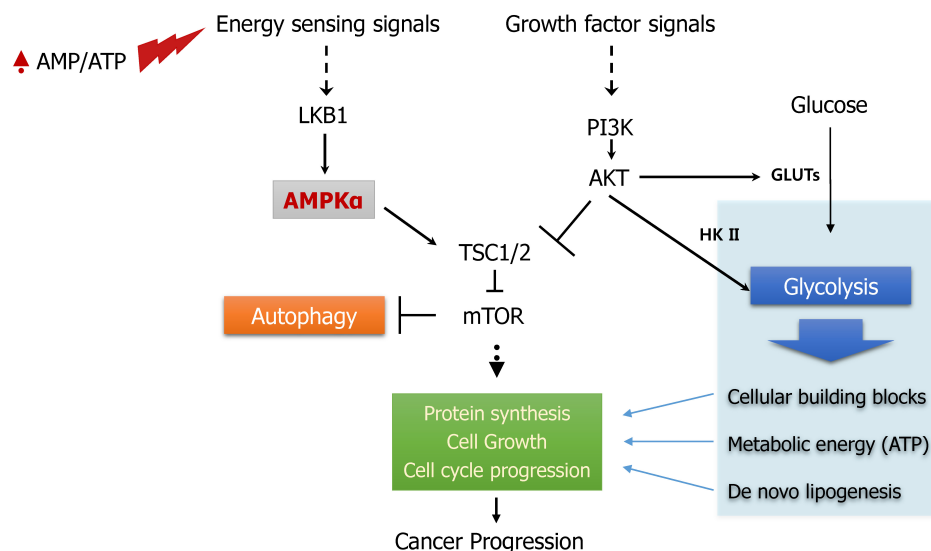 Energy sensing signals
Growth factor signals
AMP/ATP
LKB1
PI3K
Glucose
AMPKα
AKT
GLUTs
HK II
TSC1/2
Glycolysis
Autophagy
mTOR
Protein synthesis
Cell Growth
Cell cycle progression
Cellular building blocks
Metabolic energy (ATP)
De novo lipogenesis
Cancer Progression